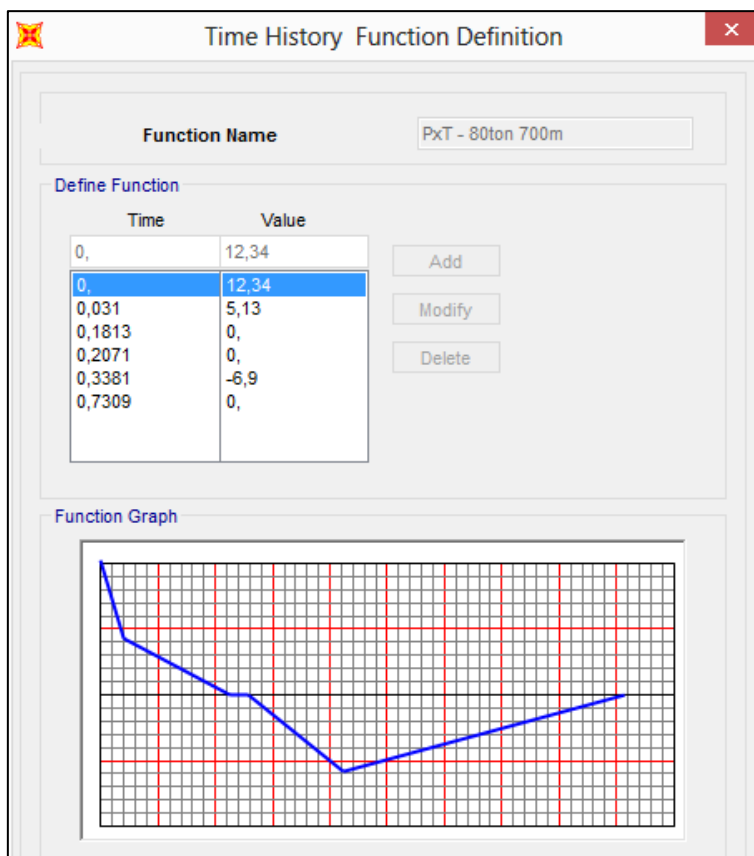 Time History Function Definition
Function Name PxT - 80ton 700m
Define Function
Time Value
0, 12,34 Add
0, 12,34
0,031 5,13 Modify
0,1813 0,
0,2071 0, Delete
0,3381 -6,9
0,7309 0,
Function Graph